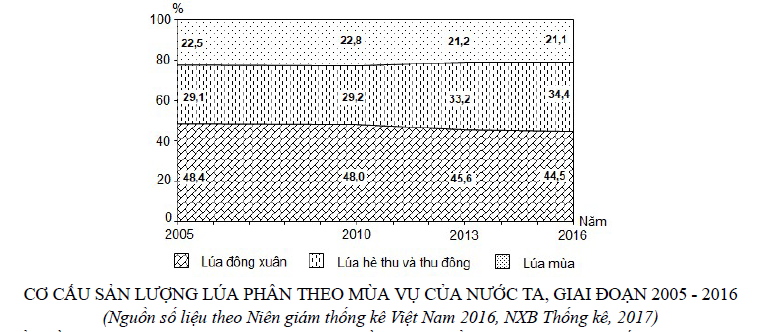 %
100
80
60
40
20
0
22,5 22,8 21,2 21,1
29,1 29,2 33,2 34,4
48.4 48.0 45,6 44,5
Năm
2005 2010 2013 2016
Lúa đông xuân Lúa hè thu và thu đông Lúa mùa
CƠ CẤU SẢN LƯỢNG LÚA PHÂN THEO MÙA VỤ CỦA NƯỚC TA, GIAI ĐOẠN 2005 - 2016
(Nguồn số liệu theo Niên giám thống kê Việt Nam 2016, NXB Thống kê, 2017)